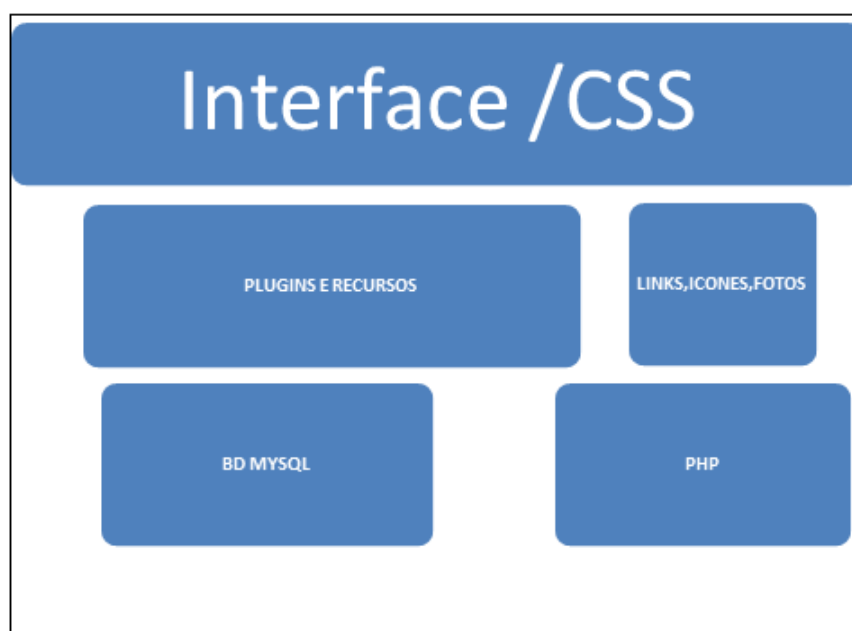 Interface /CSS
PLUGINS E RECURSOS
LINKS,ICONES,FOTOS
BD MYSQL
PHP